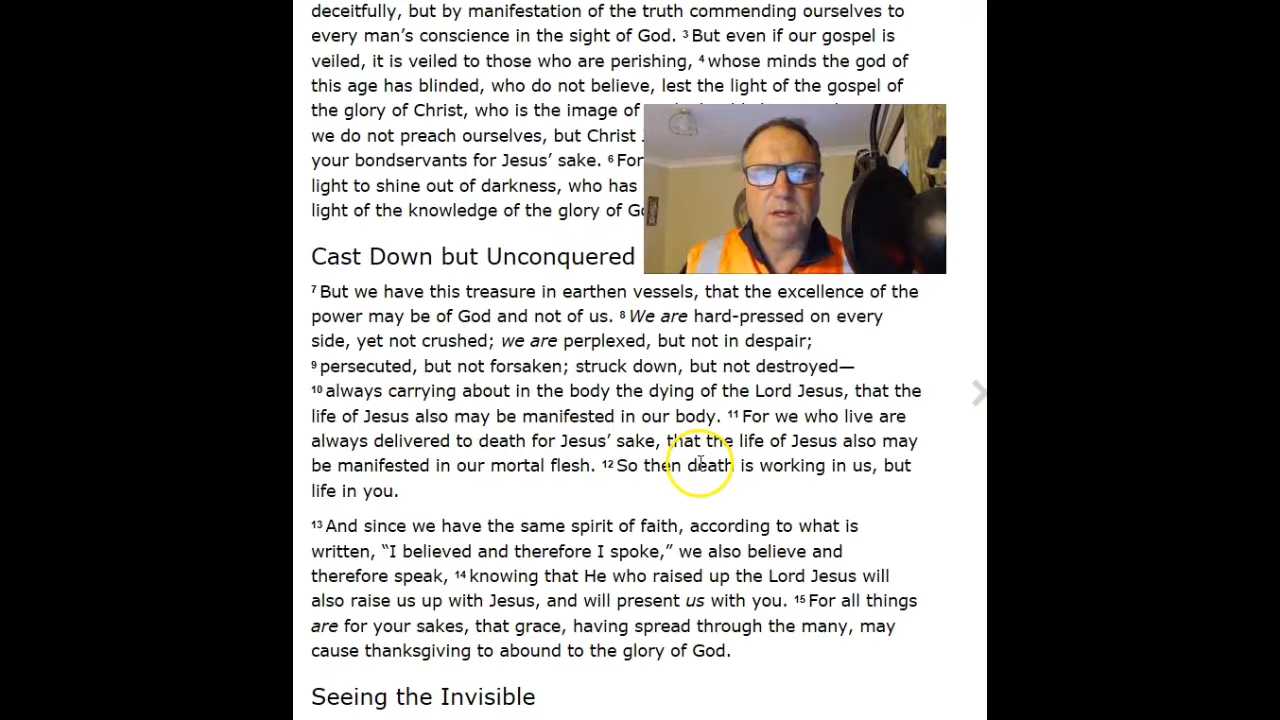 deceitfully, but by manifestation of the truth commending ourselves to
every man’s conscience in the sight of God. 3 But even if our gospel is
veiled, it is veiled to those who are perishing, 4 whose minds the god of
this age has blinded, who do not believe, lest the light of the gospel of
the glory of Christ, who is the image of
we do not preach ourselves, but Christ
your bondservants for Jesus’ sake. 6 For
light to shine out of darkness, who has
light of the knowledge of the glory of
Cast Down but Unconquered
7 But we have this treasure in earthen vessels, that the excellence of the
power may be of God and not of us. 8 We are hard-pressed on every
side, yet not crushed; we are perplexed, but not in despair;
9 persecuted, but not forsaken; struck down, but not destroyed—
10 always carrying about in the body the dying of the Lord Jesus, that the
life of Jesus also may be manifested in our body. 11 For we who live are
always delivered to death for Jesus’ sake, that the life of Jesus also may
be manifested in our mortal flesh. 12 So then death is working in us, but
life in you.
13 And since we have the same spirit of faith, according to what is
written, “I believed and therefore I spoke,” we also believe and
therefore speak, 14 knowing that He who raised up the Lord Jesus will
also raise us up with Jesus, and will present us with you. 15 For all things
are for your sakes, that grace, having spread through the many, may
cause thanksgiving to abound to the glory of God.
Seeing the Invisible